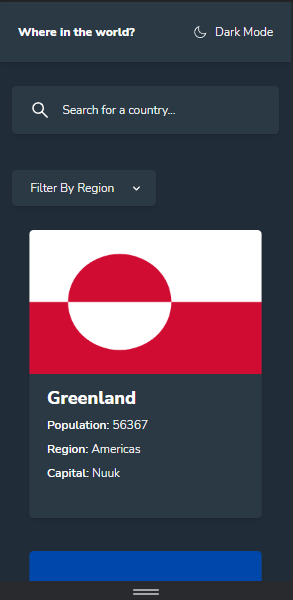 Where in the world?
Dark Mode
Search for a country...
Filter By Region
Greenland
Population: 56367
Region: Americas
Capital: Nuuk